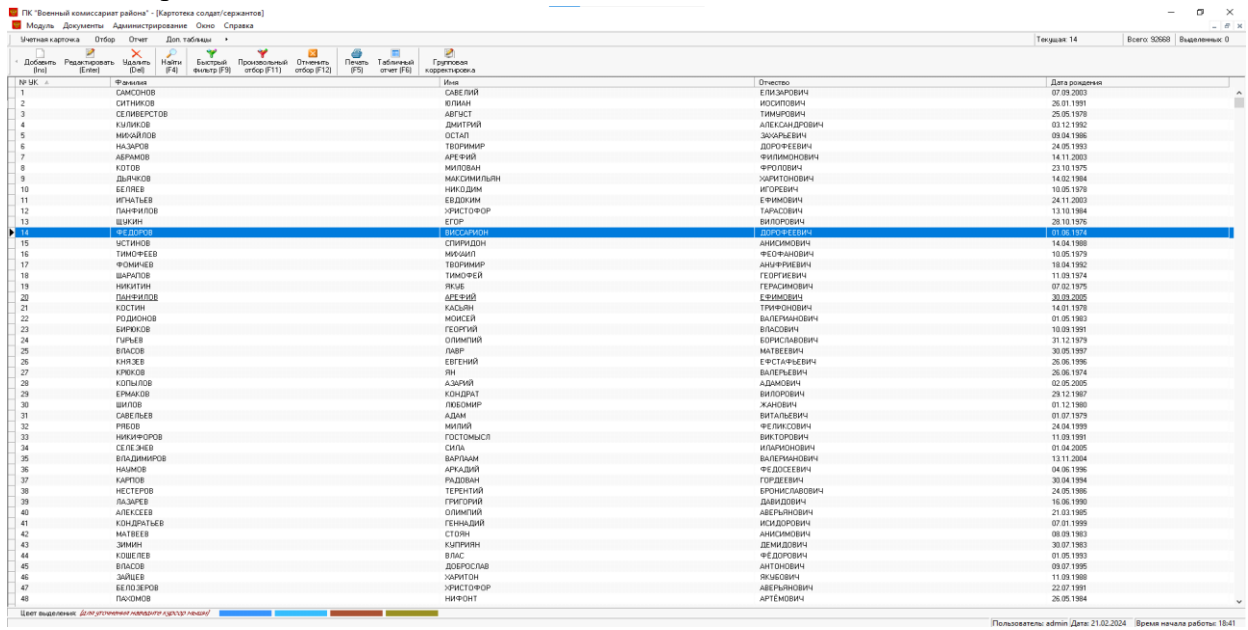 ПК "Военный комиссариат района" - [Картотека солдат/сержантов]
Модуль Документы Администрирование Окно Справка
Учетная карточка Отбор Отчет Доп. таблицы Текущая: 14 Всего: 92668 Выделенных: 0
Добавить (Ins) Редактировать (Enter) Удалить (Del) Найти (F4) Быстрый фильтр (F9) Произвольный отбор (F11) Отменить отбор (F12) Печать (F5) Табличный отчет (F6) Групповая корректировка
№ УК Фамилия Имя Отчество Дата рождения
1 САМСОНОВ САВЕЛИЙ ЕЛИЗАРОВИЧ 07.09.2003
2 СИТНИКОВ ЮЛИАН ИОСИПОВИЧ 26.01.1991
3 СЕЛИВЕРСТОВ АВГУСТ ТИМУРОВИЧ 25.05.1978
4 КУЛИКОВ ДМИТРИЙ АЛЕКСАНДРОВИЧ 03.12.1992
5 МИХАЙЛОВ ОСТАП ЗАХАРЬЕВИЧ 09.04.1986
6 НАЗАРОВ ТВОРИМИР ДОРОФЕЕВИЧ 24.05.1993
7 АБРАМОВ АРЕФИЙ ФИЛИМОНОВИЧ 14.11.2003
8 КОТОВ МИЛОВАН ФРОЛОВИЧ 23.10.1975
9 ДЬЯЧКОВ МАКСИМИЛЬЯН ХАРИТОНОВИЧ 14.02.1984
10 БЕЛЯЕВ НИКОДИМ ИГОРЕВИЧ 10.05.1978
11 ИГНАТЬЕВ ЕВДОКИМ ЕФИМОВИЧ 24.11.2003
12 ПАНФИЛОВ ХРИСТОФОР ТАРАСОВИЧ 13.10.1984
13 ЩУКИН ЕГОР ВИЛОРОВИЧ 28.10.1976
14 ФЕДОРОВ ВИССАРИОН ДОРОФЕЕВИЧ 01.06.1974
15 УСТИНОВ СПИРИДОН АНИСИМОВИЧ 14.04.1988
16 ТИМОФЕЕВ МИХАИЛ ФЕОФАНОВИЧ 10.05.1979
17 ФОМИЧЕВ ТВОРИМИР АНУФРИЕВИЧ 18.04.1992
18 ШАРАПОВ ТИМОФЕЙ ГЕОРГИЕВИЧ 11.09.1974
19 НИКИТИН ЯКУБ ГЕРАСИМОВИЧ 07.02.1975
20 ПАНФИЛОВ АРЕФИЙ ЕФИМОВИЧ 30.09.2005
21 КОСТИН КАСЬЯН ТРИФОНОВИЧ 14.01.1978
22 РОДИОНОВ МОИСЕЙ ВАЛЕРИАНОВИЧ 01.05.1983
23 БИРЮКОВ ГЕОРГИЙ ВЛАСОВИЧ 10.09.1991
24 ГУРЬЕВ ОЛИМПИЙ БОРИСЛАВОВИЧ 31.12.1979
25 ВЛАСОВ ЛАВР МАТВЕЕВИЧ 30.05.1997
26 КНЯЗЕВ ЕВГЕНИЙ ЕФСТАФЬЕВИЧ 26.06.1996
27 КРЮКОВ ЯН ВАЛЕРЬЕВИЧ 26.06.1974
28 КОПЫЛОВ АЗАРИЙ АДАМОВИЧ 02.05.2005
29 ЕРМАКОВ КОНДРАТ ВИЛОРОВИЧ 29.12.1987
30 ШИЛОВ ЛЮБОМИР ЖАНОВИЧ 01.12.1980
31 САВЕЛЬЕВ АДАМ ВИТАЛЬЕВИЧ 01.07.1979
32 РЯБОВ МИЛИЙ ФЕЛИКСОВИЧ 24.04.1999
33 НИКИФОРОВ ГОСТОМЫСЛ ВИКТОРОВИЧ 11.09.1991
34 СЕЛЕЗНЕВ СИЛА ИЛАРИОНОВИЧ 01.04.2005
35 ВЛАДИМИРОВ ВАРЛААМ ВАЛЕРИАНОВИЧ 13.11.2004
36 НАУМОВ АРКАДИЙ ФЕДОСЕЕВИЧ 04.06.1996
37 КАРПОВ РАДОВАН ГОРДЕЕВИЧ 30.04.1994
38 НЕСТЕРОВ ТЕРЕНТИЙ БРОНИСЛАВОВИЧ 24.05.1986
39 ЛАЗАРЕВ ГРИГОРИЙ ДАВИДОВИЧ 16.06.1990
40 АЛЕКСЕЕВ ОЛИМПИЙ АВЕРЬЯНОВИЧ 21.03.1985
41 КОНДРАТЬЕВ ГЕННАДИЙ ИСИДОРОВИЧ 07.01.1999
42 МАТВЕЕВ СТОЯН АНИСИМОВИЧ 08.09.1983
43 ЗИМИН КУПРИЯН ДЕМИДОВИЧ 30.07.1983
44 КОШЕЛЕВ ВЛАС ФЁДОРОВИЧ 01.05.1993
45 ВЛАСОВ ДОБРОСЛАВ АНТОНОВИЧ 09.07.1995
46 ЗАЙЦЕВ ХАРИТОН ЯКУБОВИЧ 11.09.1988
47 БЕЛОЗЕРОВ ХРИСТОФОР АВЕРЬЯНОВИЧ 22.07.1991
48 ПАХОМОВ НИФОНТ АРТЁМОВИЧ 26.05.1984
Цвет выделения: Для уточнения наведите курсор мыши!
Пользователь: admin Дата: 21.02.2024 Время начала работы: 18:41